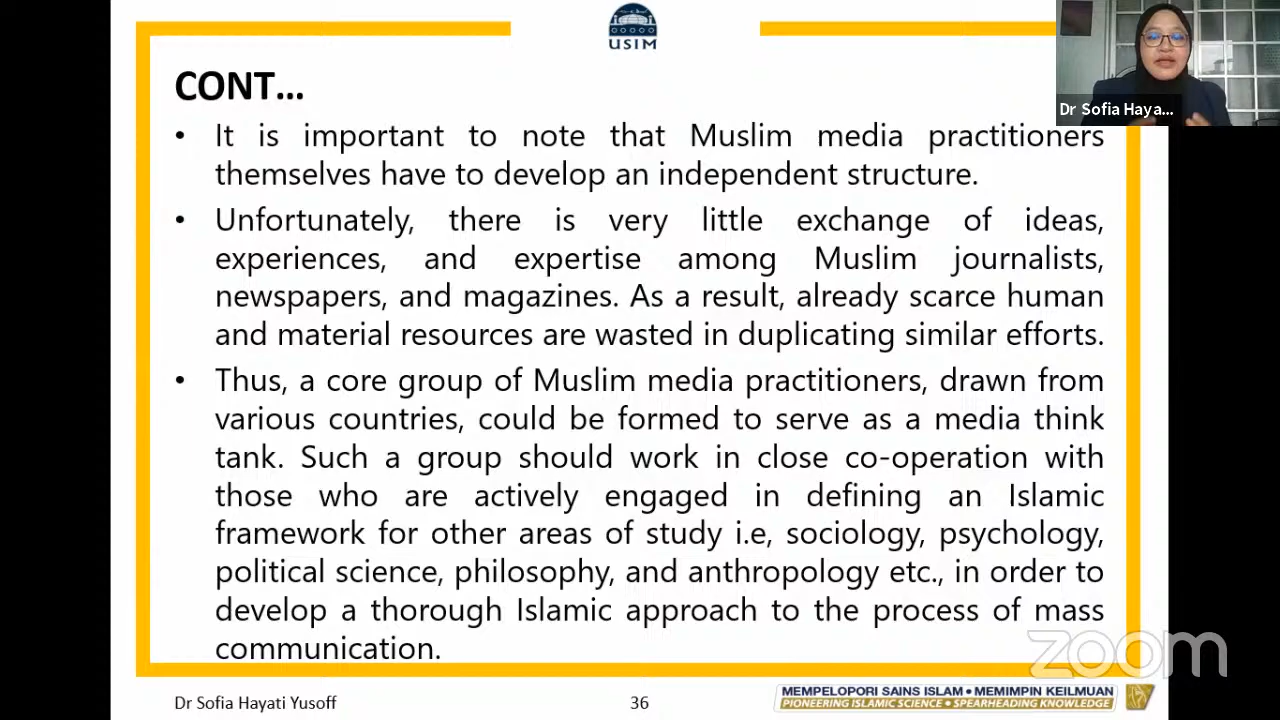 USIM
Dr Sofia Haya...
CONT...
• It is important to note that Muslim media practitioners
themselves have to develop an independent structure.
• Unfortunately, there is very little exchange of ideas,
experiences, and expertise among Muslim journalists,
newspapers, and magazines. As a result, already scarce human
and material resources are wasted in duplicating similar efforts.
• Thus, a core group of Muslim media practitioners, drawn from
various countries, could be formed to serve as a media think
tank. Such a group should work in close co-operation with
those who are actively engaged in defining an Islamic
framework for other areas of study i.e, sociology, psychology,
political science, philosophy, and anthropology etc., in order to
develop a thorough Islamic approach to the process of mass
communication.
zoom
Dr Sofia Hayati Yusoff
36
MEMPELOPORI SAINS ISLAM • MEMIMPIN KEILMUAN
PIONEERING ISLAMIC SCIENCE • SPEARHEADING KNOWLEDGE